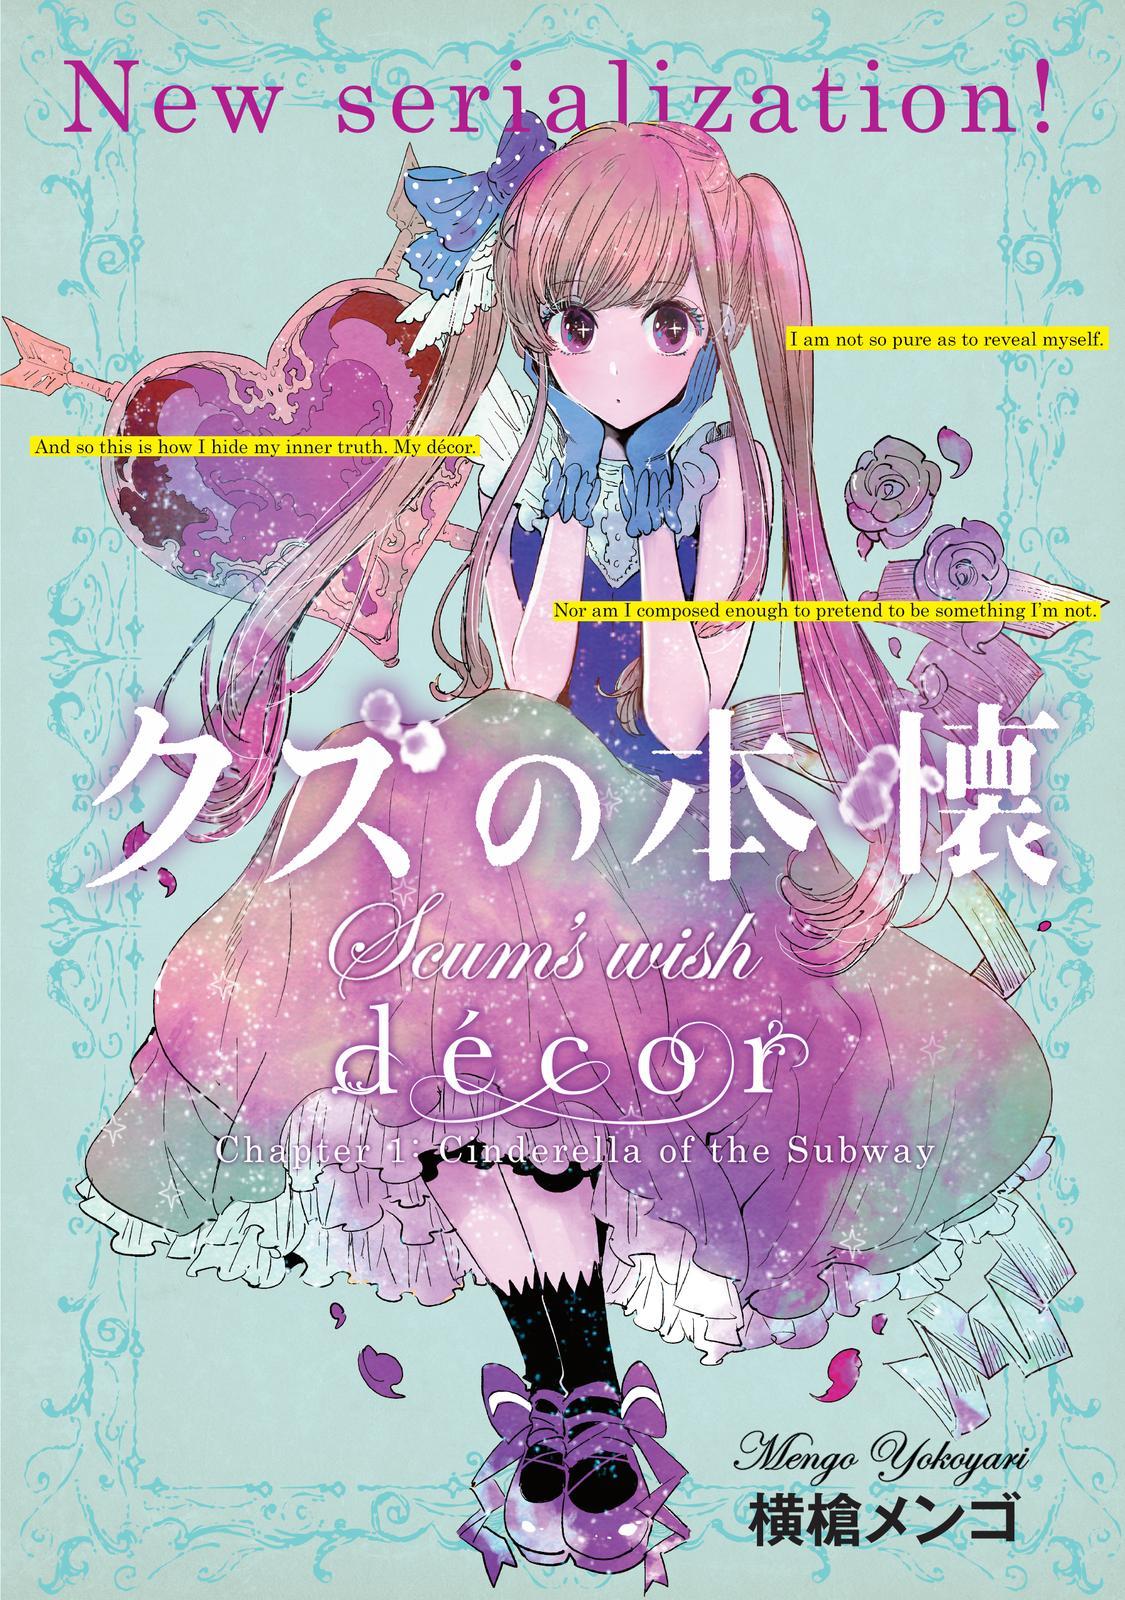 New serialization!
I am not so pure as to reveal myself.
And so this is how I hide my inner truth. My décor.
Nor am I composed enough to pretend to be something I'm not.
クズの本懐
Scum's wish
décor
Chapter 1: Cinderella of the Subway
Mengo Yokoyari
横槍メンゴ